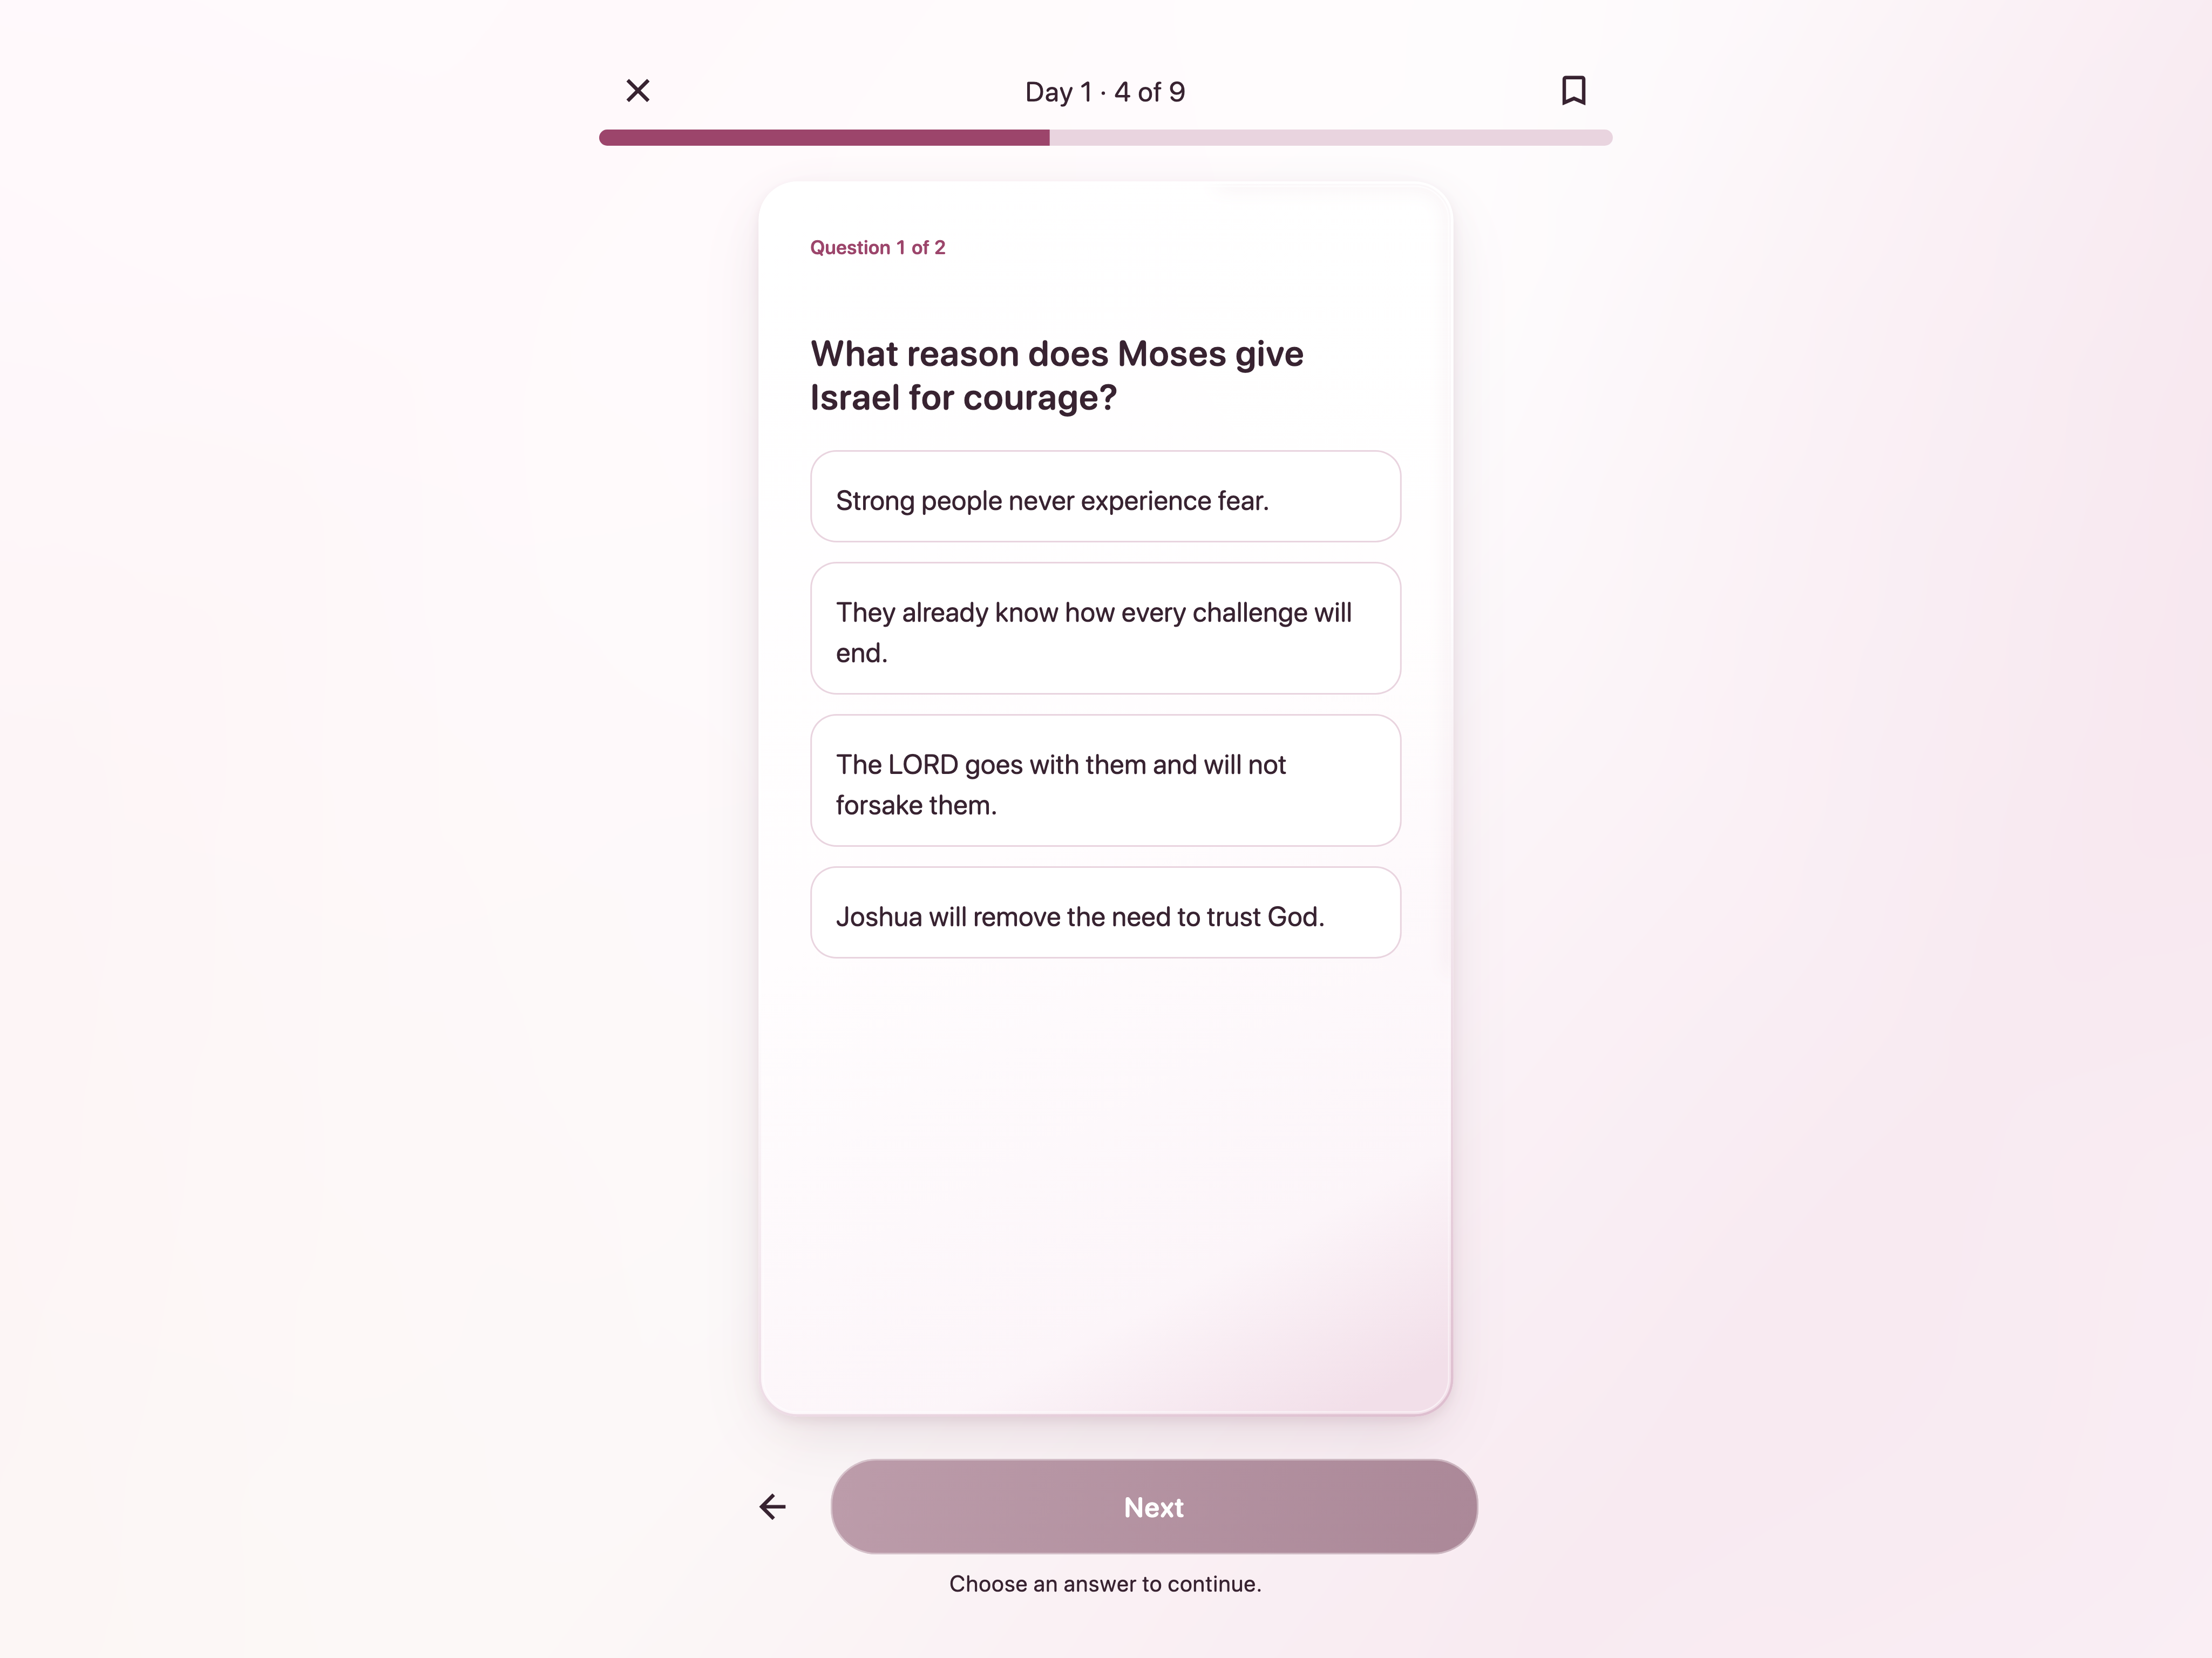 Day 1 · 4 of 9
Question 1 of 2
What reason does Moses give
Israel for courage?
Strong people never experience fear.
They already know how every challenge will
end.
The LORD goes with them and will not
forsake them.
Joshua will remove the need to trust God.
Next
Choose an answer to continue.